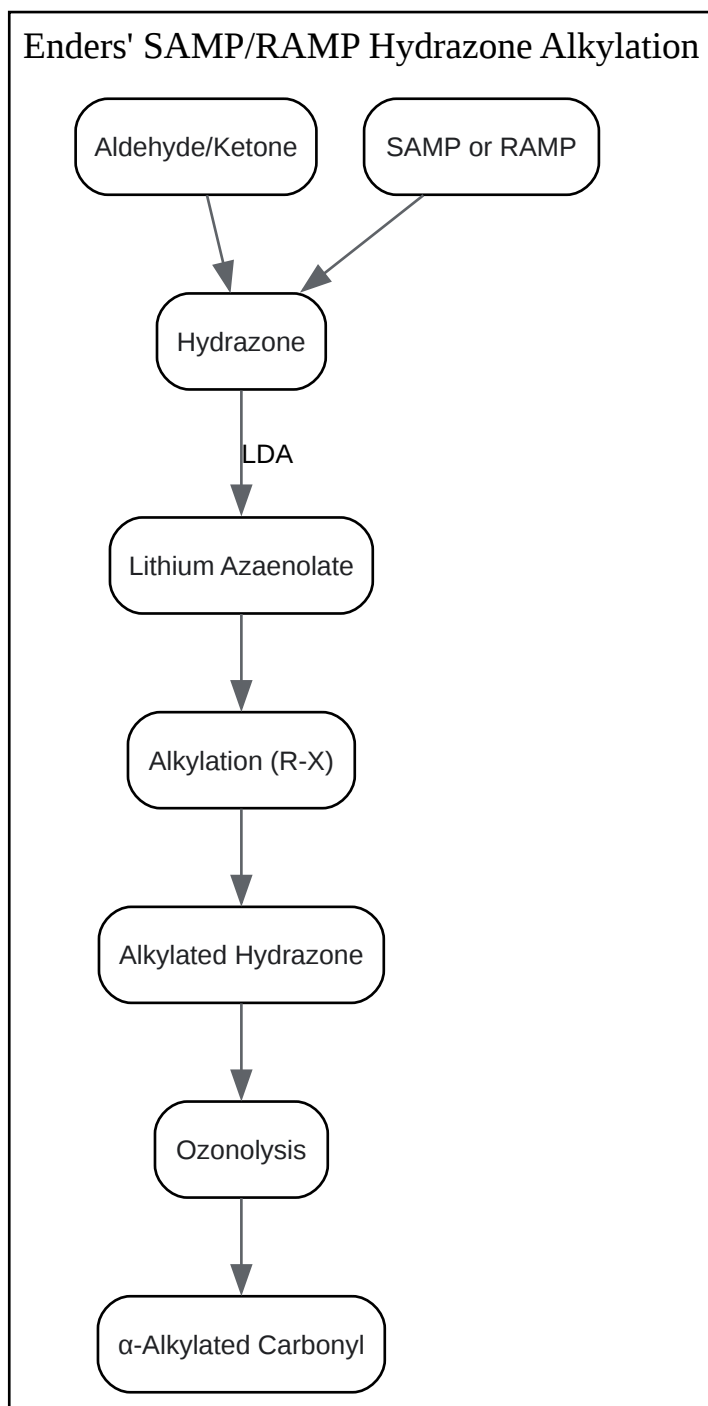 Enders' SAMP/RAMP Hydrazone Alkylation
Aldehyde/Ketone
SAMP or RAMP
Hydrazone
LDA
Lithium Azaenolate
Alkylation (R-X)
Alkylated Hydrazone
Ozonolysis
α-Alkylated Carbonyl